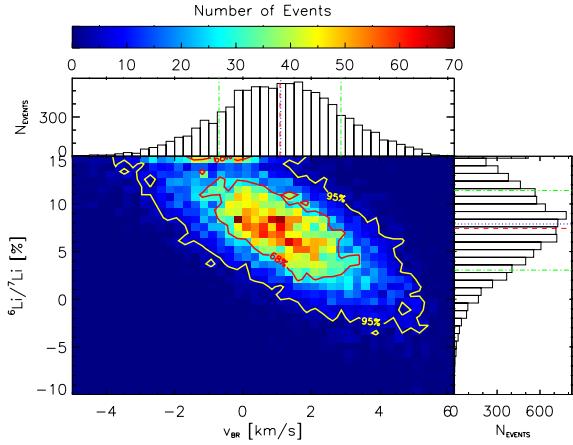 Number of Events
0 10 20 30 40 50 60 70
N_EVENTS
300
0
15
10
5
0
−5
−10
⁶Li/⁷Li [%]
68%
95%
68%
95%
−4 −2 0 2 4 6
v_BR [km/s]
0 300 600
N_EVENTS